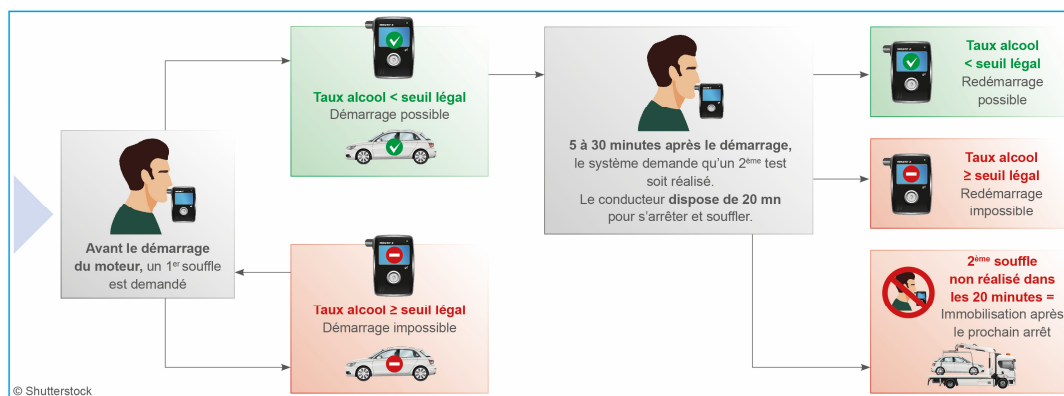 Avant le démarrage
du moteur, un 1er souffle
est demandé
Taux alcool < seuil légal
Démarrage possible
Taux alcool ≥ seuil légal
Démarrage impossible
5 à 30 minutes après le démarrage,
le système demande qu'un 2ème test
soit réalisé.
Le conducteur dispose de 20 mn
pour s'arrêter et souffler.
Taux alcool
< seuil légal
Redémarrage
possible
Taux alcool
≥ seuil légal
Redémarrage
impossible
2ème souffle
non réalisé dans
les 20 minutes =
Immobilisation après
le prochain arrêt
© Shutterstock